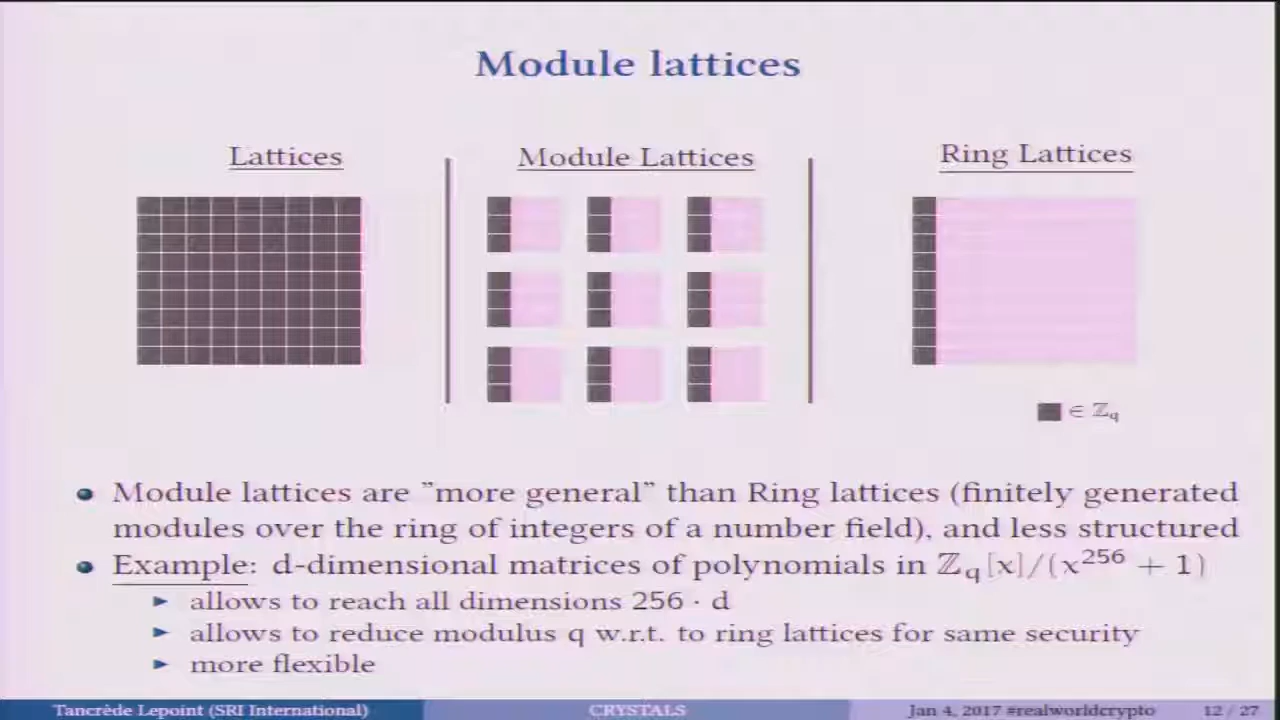 Module lattices
Lattices
Module Lattices
Ring Lattices
∈ ℤq
Module lattices are ”more general” than Ring lattices (finitely generated
modules over the ring of integers of a number field), and less structured
Example: d-dimensional matrices of polynomials in ℤq[x]/(x^256 + 1)
allows to reach all dimensions 256 · d
allows to reduce modulus q w.r.t. to ring lattices for same security
more flexible
Tancrède Lepoint (SRI International) CRYSTALS Jan 4, 2017 #realworldcrypto 12 / 27